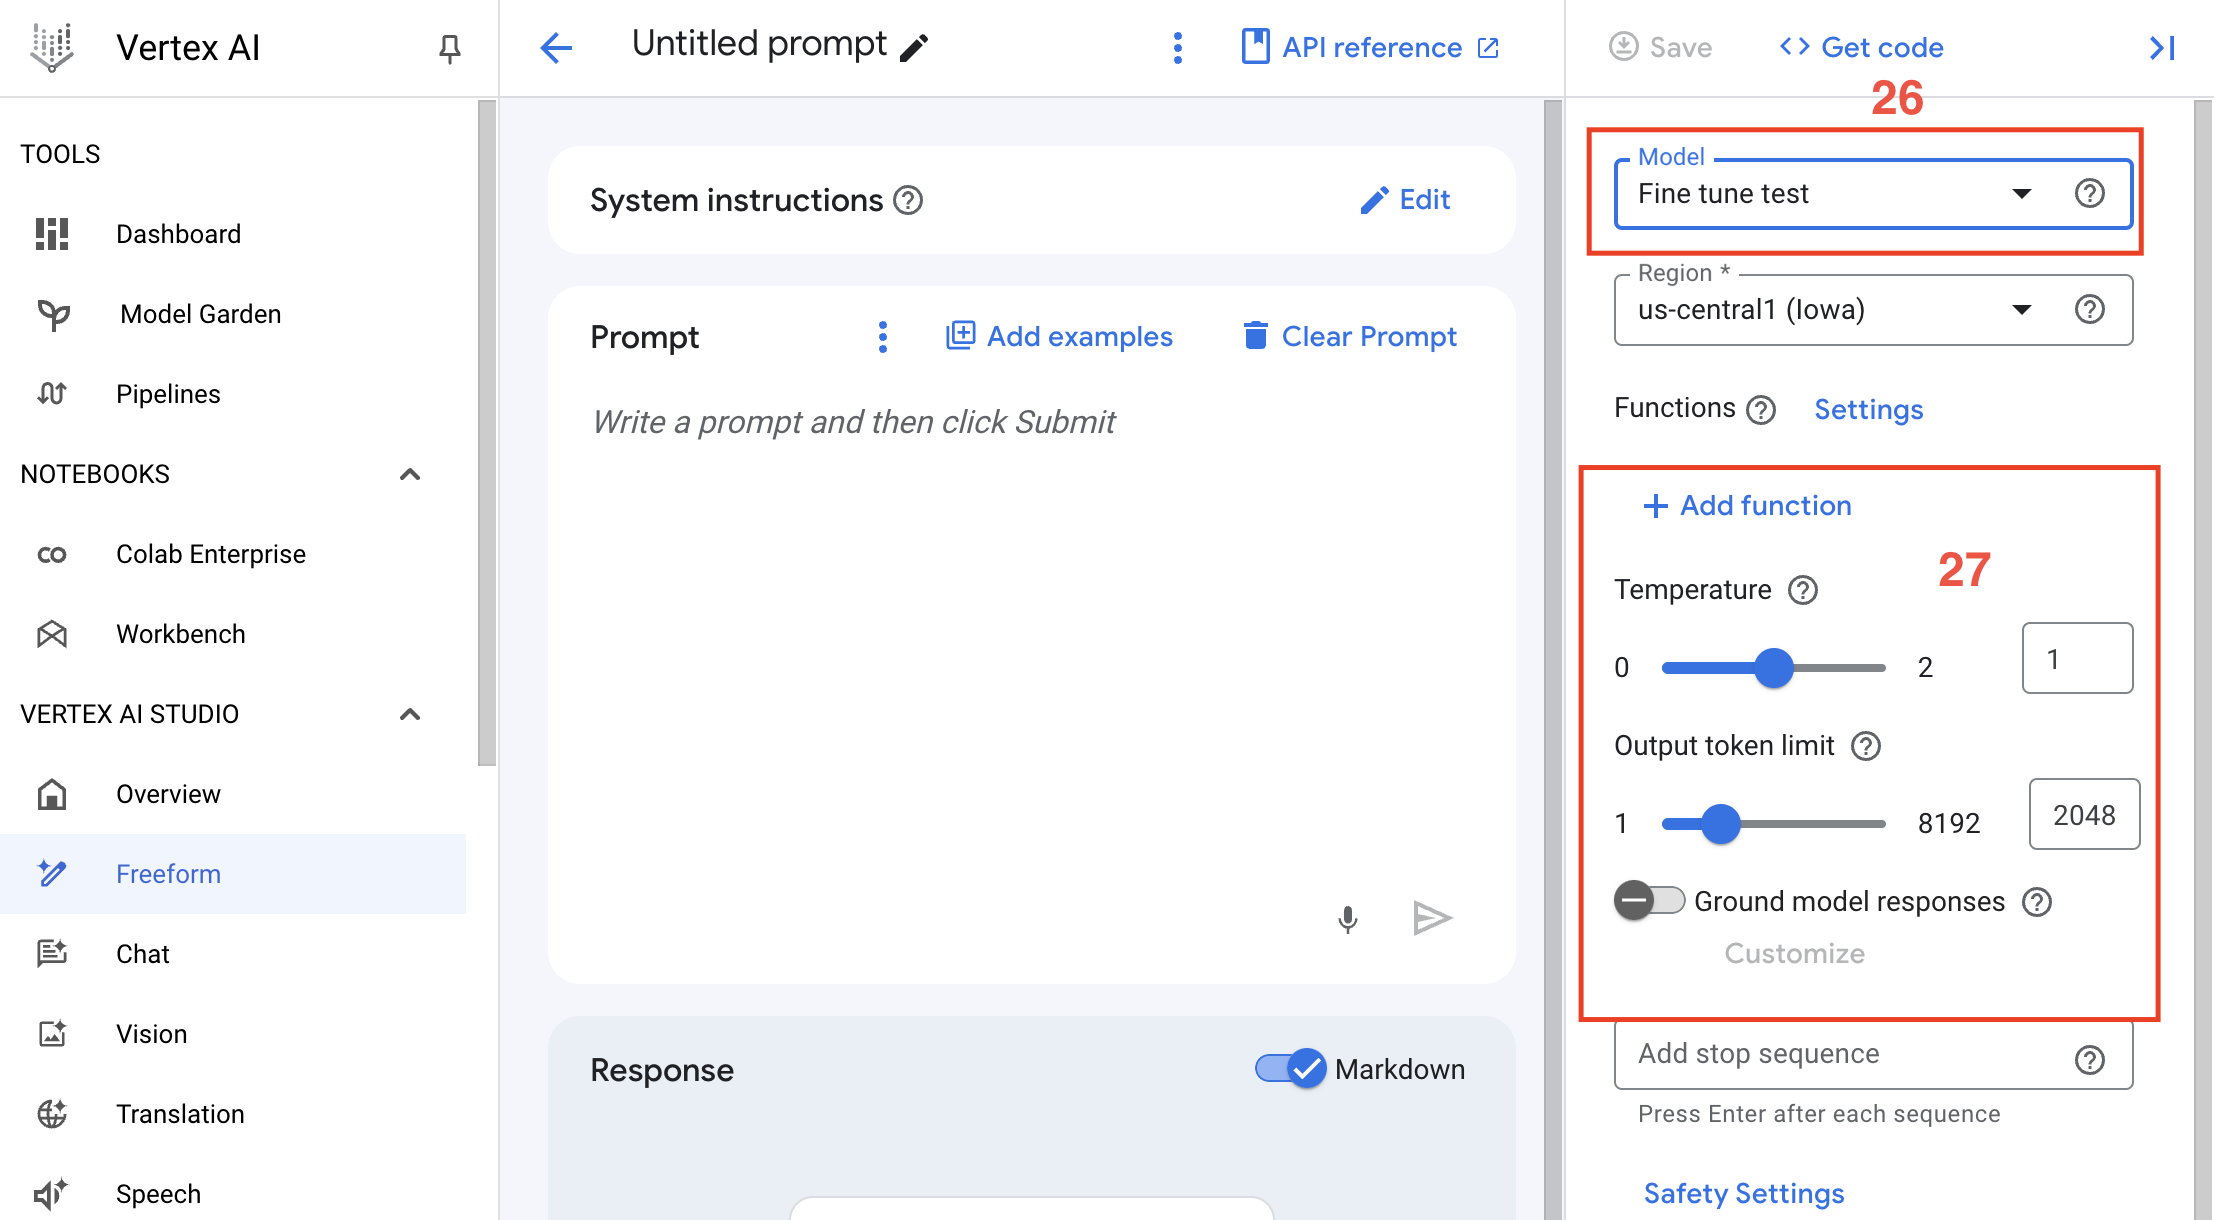 Vertex AI
TOOLS
Dashboard
Model Garden
Pipelines
NOTEBOOKS
Colab Enterprise
Workbench
VERTEX AI STUDIO
Overview
Freeform
Chat
Vision
Translation
Speech
Untitled prompt
API reference
System instructions
Edit
Prompt
Add examples
Clear Prompt
Write a prompt and then click Submit
Response
Markdown
Save
Get code
26
Model
Fine tune test
Region *
us-central1 (Iowa)
Functions
Settings
Add function
27
Temperature
0 2 1
Output token limit
1 8192 2048
Ground model responses
Customize
Add stop sequence
Press Enter after each sequence
Safety Settings